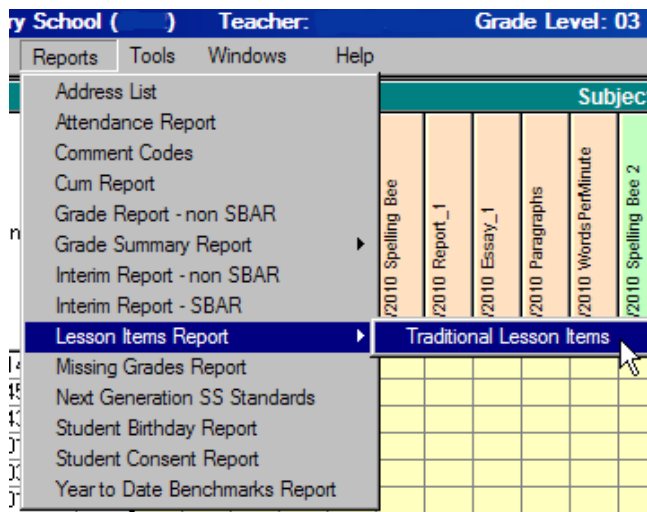 ry School ( ) Teacher: Grade Level: 03
Reports Tools Windows Help
Subjec
Address List
Attendance Report
Comment Codes
Cum Report
Grade Report - non SBAR
Grade Summary Report
Interim Report - non SBAR
Interim Report - SBAR
Lesson Items Report
Traditional Lesson Items
Missing Grades Report
Next Generation SS Standards
Student Birthday Report
Student Consent Report
Year to Date Benchmarks Report
/2010 Spelling Bee
/2010 Report_1
/2010 Essay_1
/2010 Paragraphs
/2010 WordsPerMinute
/2010 Spelling Bee 2